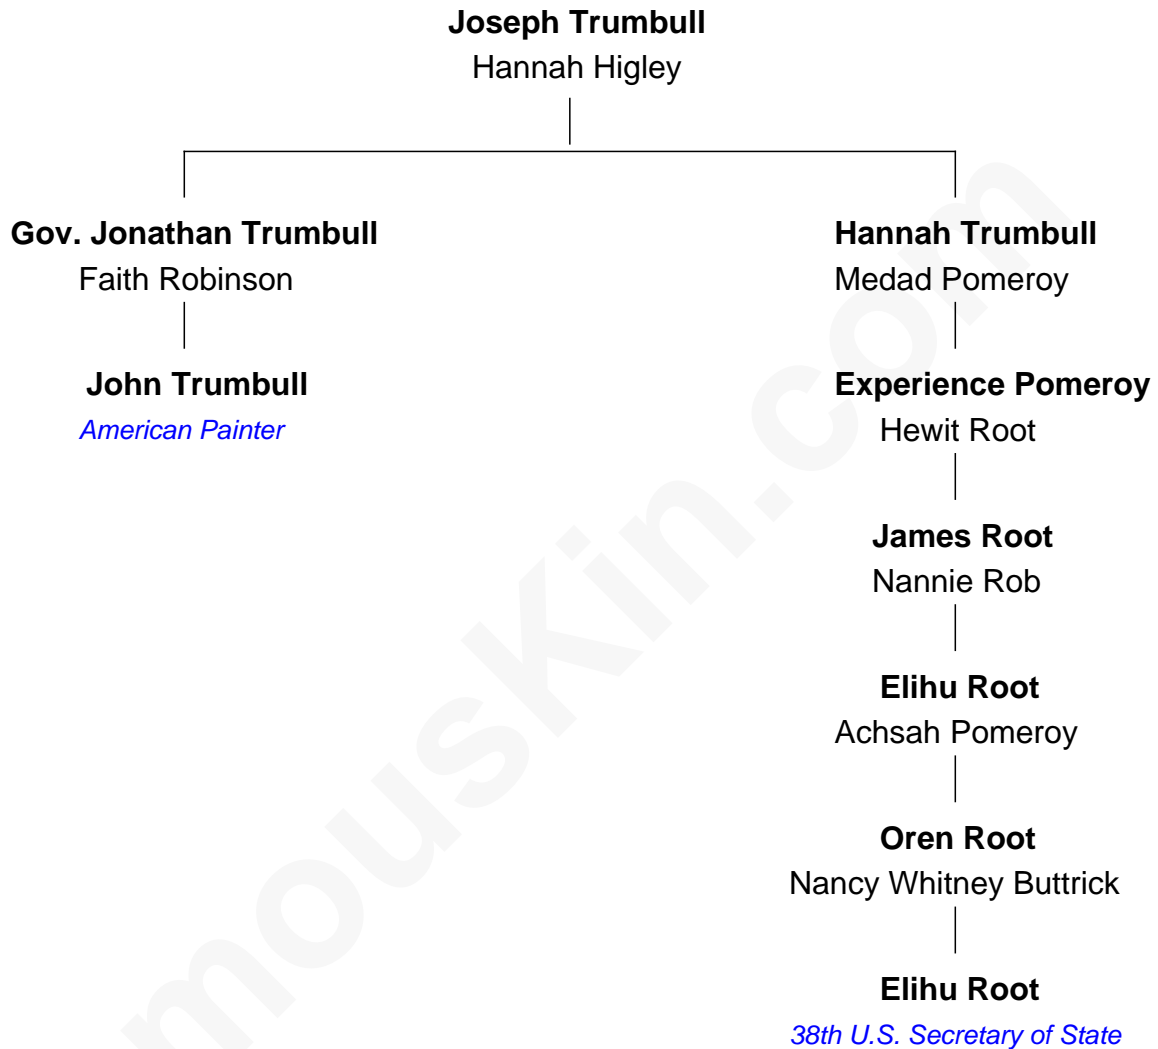 Joseph Trumbull
Hannah Higley
Gov. Jonathan Trumbull
Faith Robinson
John Trumbull
American Painter
Hannah Trumbull
Medad Pomeroy
Experience Pomeroy
Hewit Root
James Root
Nannie Rob
Elihu Root
Achsah Pomeroy
Oren Root
Nancy Whitney Buttrick
Elihu Root
38th U.S. Secretary of State
mouskin.com